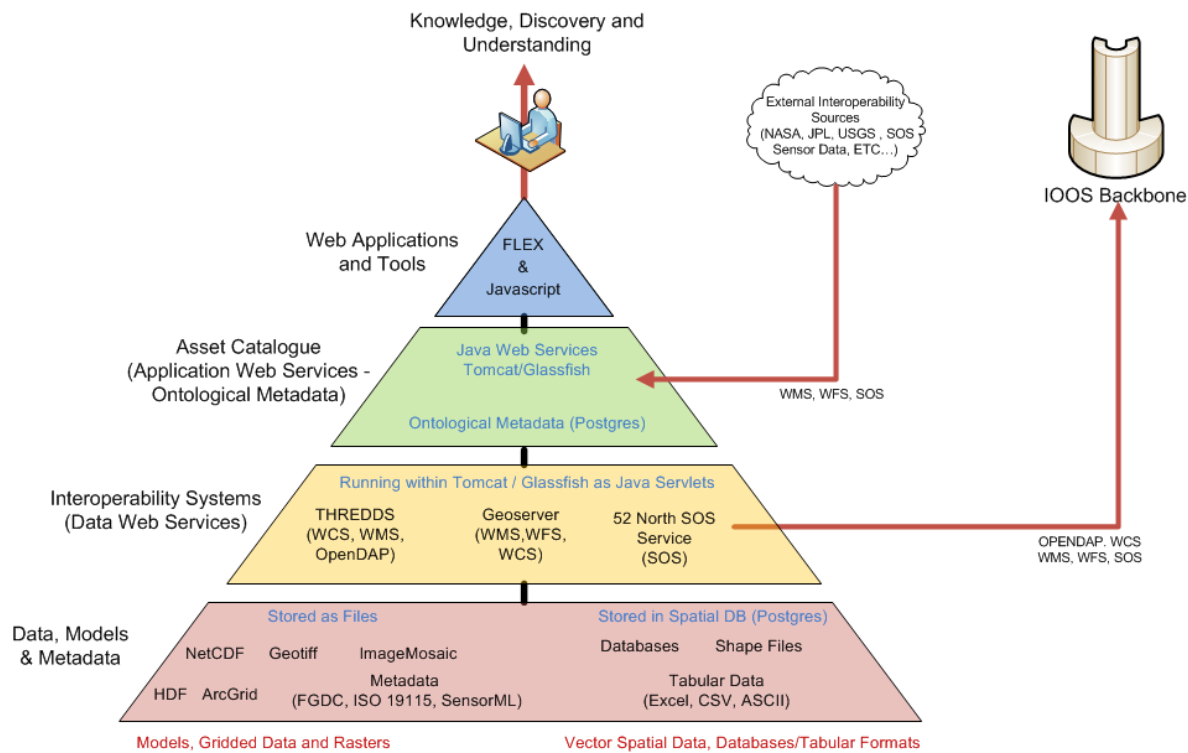 Knowledge, Discovery and
Understanding
External Interoperability
Sources
(NASA, JPL, USGS , SOS
Sensor Data, ETC...)
IOOS Backbone
Web Applications
and Tools
FLEX
&
Javascript
Asset Catalogue
(Application Web Services -
Ontological Metadata)
Java Web Services
Tomcat/Glassfish
Ontological Metadata (Postgres)
WMS, WFS, SOS
Interoperability Systems
(Data Web Services)
Running within Tomcat / Glassfish as Java Servlets
THREDDS
(WCS, WMS,
OpenDAP)
Geoserver
(WMS,WFS,
WCS)
52 North SOS
Service
(SOS)
OPENDAP. WCS
WMS, WFS, SOS
Data, Models
& Metadata
Stored as Files
NetCDF
Geotiff
ImageMosaic
HDF
ArcGrid
Metadata
(FGDC, ISO 19115, SensorML)
Stored in Spatial DB (Postgres)
Databases
Shape Files
Tabular Data
(Excel, CSV, ASCII)
Models, Gridded Data and Rasters
Vector Spatial Data, Databases/Tabular Formats